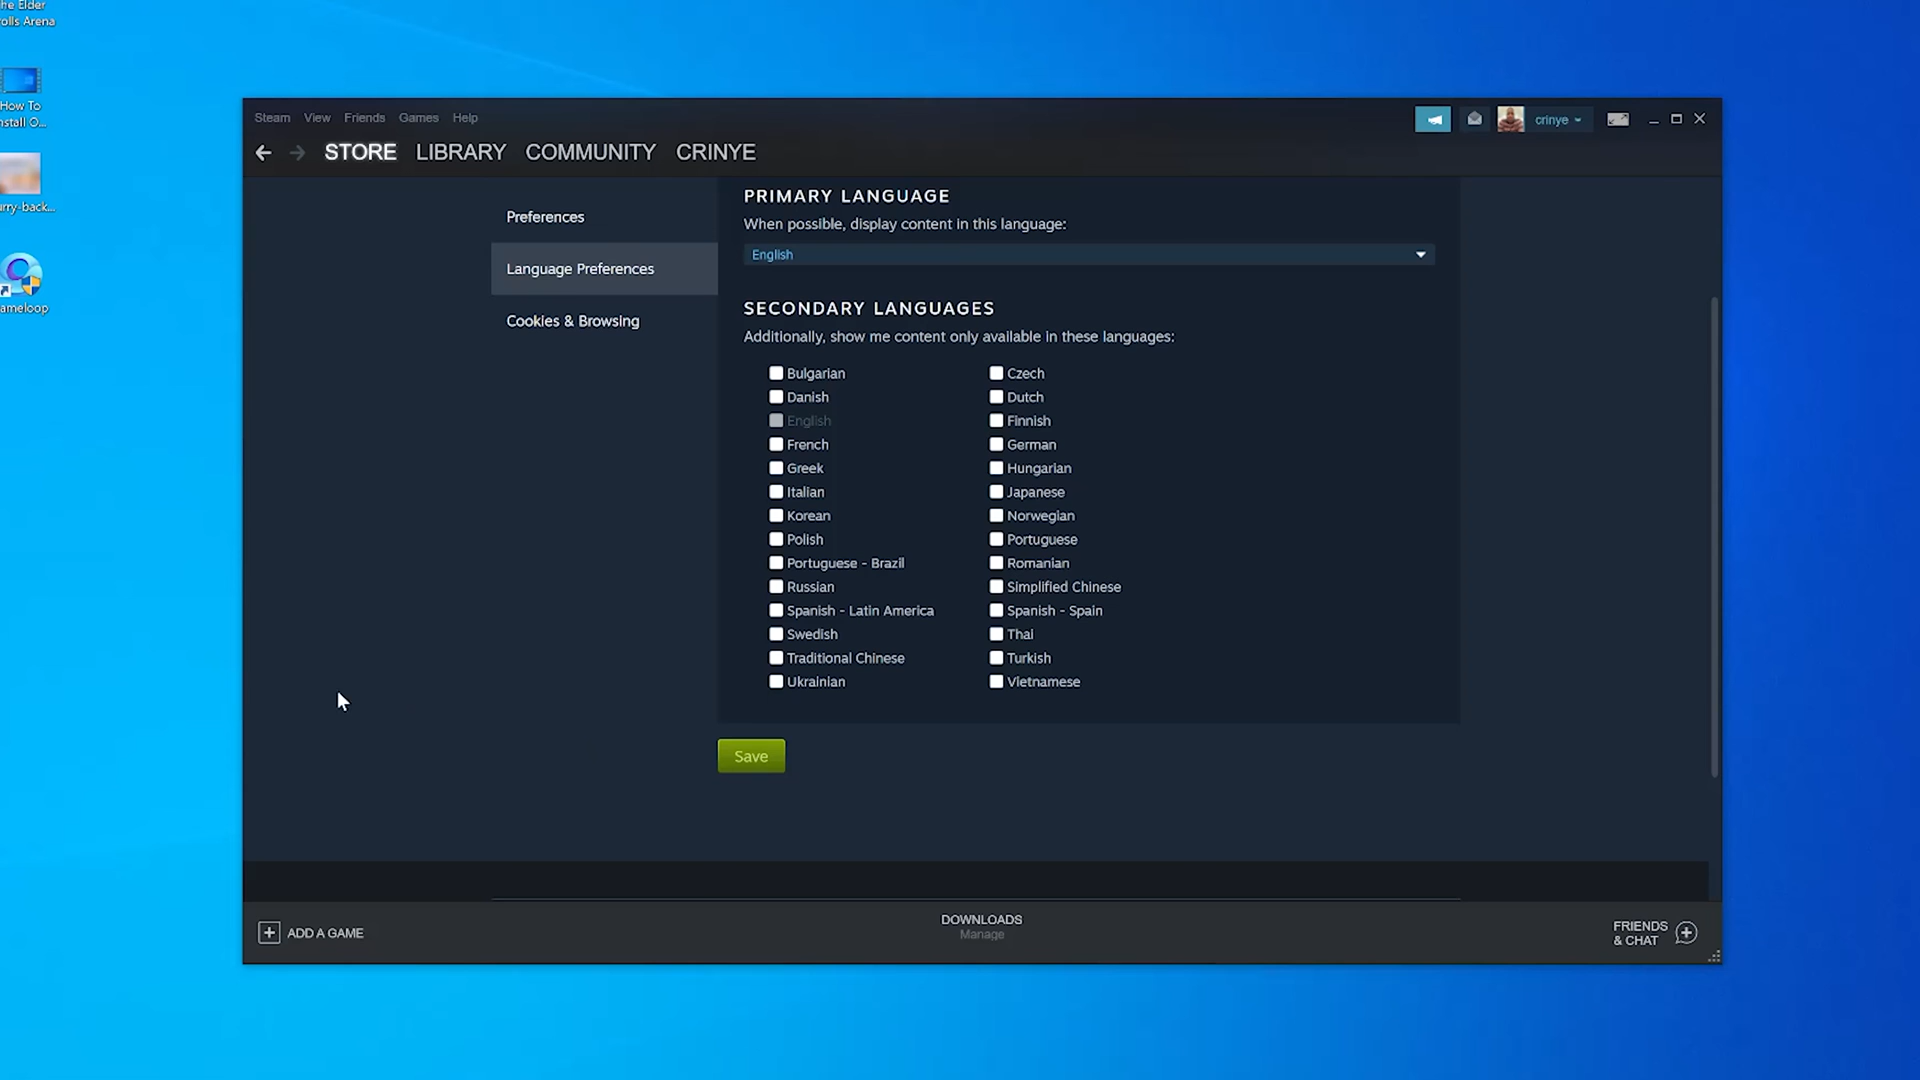 he Elder
rolls Arena
How To
nstall O...
urry-back...
ameloop
Steam View Friends Games Help
crinye
STORE LIBRARY COMMUNITY CRINYE
Preferences
Language Preferences
Cookies & Browsing
PRIMARY LANGUAGE
When possible, display content in this language:
English
SECONDARY LANGUAGES
Additionally, show me content only available in these languages:
Bulgarian Czech
Danish Dutch
English Finnish
French German
Greek Hungarian
Italian Japanese
Korean Norwegian
Polish Portuguese
Portuguese - Brazil Romanian
Russian Simplified Chinese
Spanish - Latin America Spanish - Spain
Swedish Thai
Traditional Chinese Turkish
Ukrainian Vietnamese
Save
ADD A GAME
DOWNLOADS
Manage
FRIENDS
& CHAT